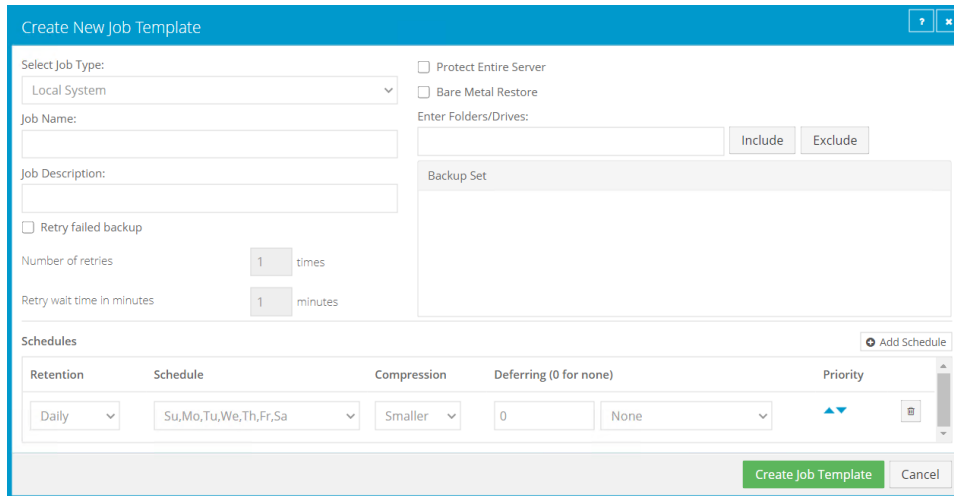 Create New Job Template
?
Select Job Type:
Local System
Job Name:
Job Description:
Retry failed backup
Number of retries 1 times
Retry wait time in minutes 1 minutes
Protect Entire Server
Bare Metal Restore
Enter Folders/Drives:
Include Exclude
Backup Set
Schedules Add Schedule
Retention Schedule Compression Deferring (0 for none) Priority
Daily Su,Mo,Tu,We,Th,Fr,Sa Smaller 0 None
Create Job Template Cancel